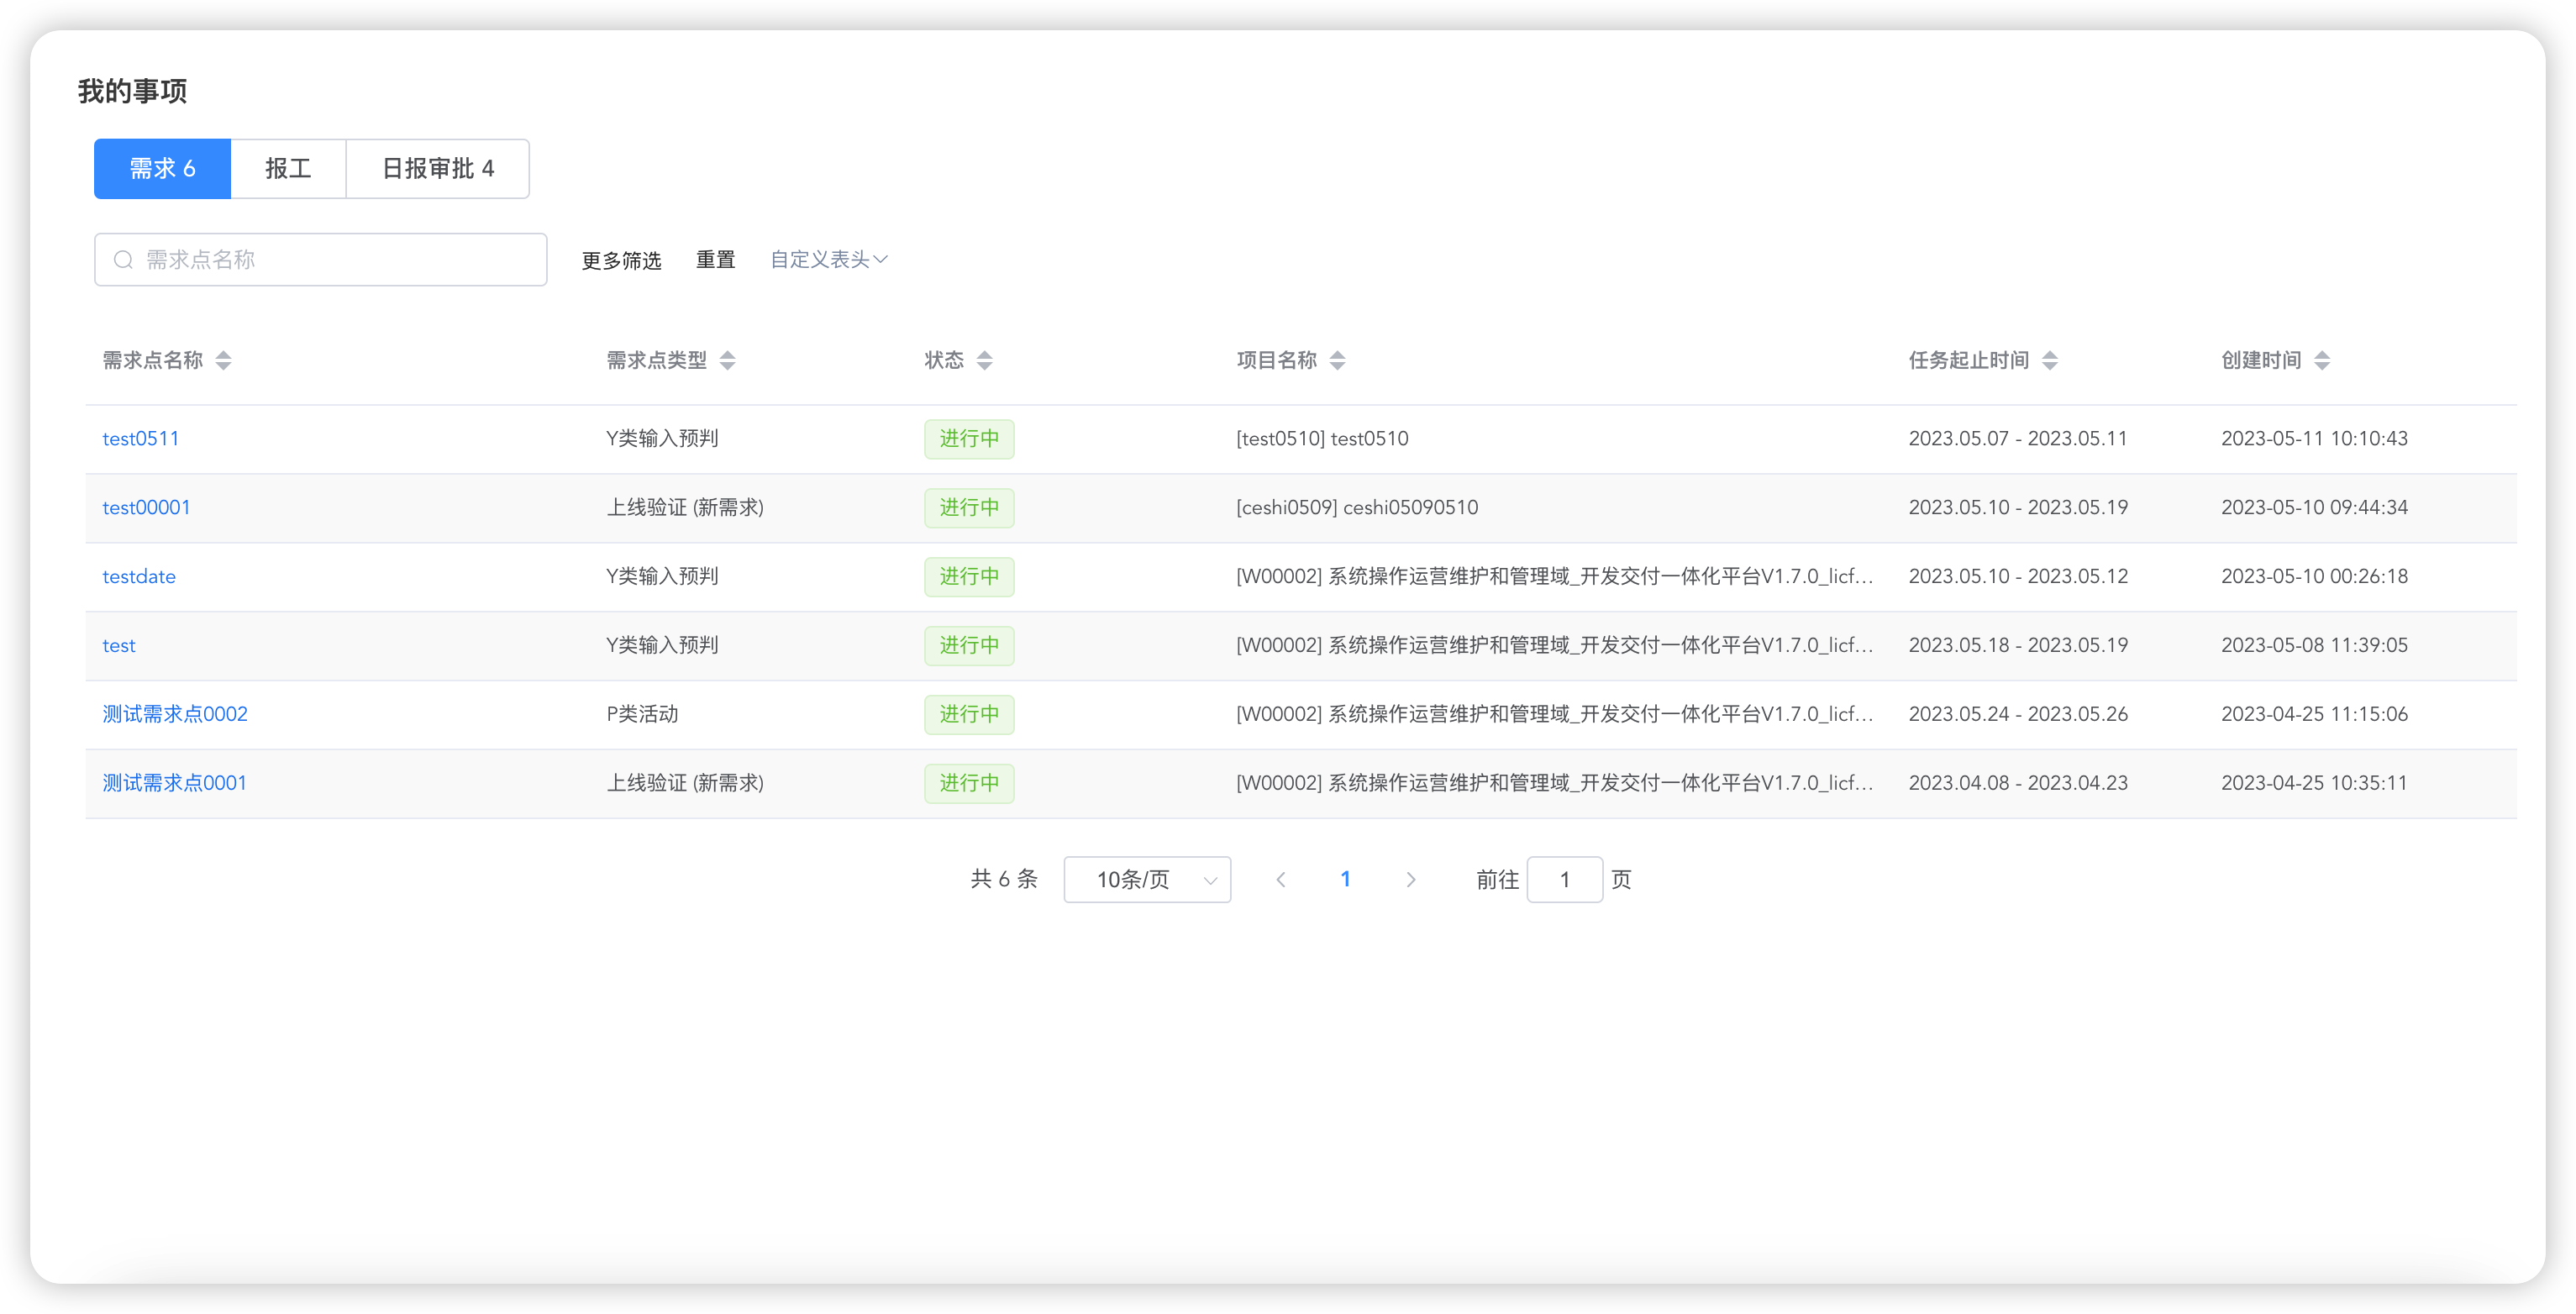 我的事项
需求 6 报工 日报审批 4
需求点名称 更多筛选 重置 自定义表头
需求点名称 需求点类型 状态 项目名称 任务起止时间 创建时间
test0511 Y类输入预判 进行中 [test0510] test0510 2023.05.07 - 2023.05.11 2023-05-11 10:10:43
test00001 上线验证 (新需求) 进行中 [ceshi0509] ceshi05090510 2023.05.10 - 2023.05.19 2023-05-10 09:44:34
testdate Y类输入预判 进行中 [W00002] 系统操作运营维护和管理域_开发交付一体化平台V1.7.0_licf... 2023.05.10 - 2023.05.12 2023-05-10 00:26:18
test Y类输入预判 进行中 [W00002] 系统操作运营维护和管理域_开发交付一体化平台V1.7.0_licf... 2023.05.18 - 2023.05.19 2023-05-08 11:39:05
测试需求点0002 P类活动 进行中 [W00002] 系统操作运营维护和管理域_开发交付一体化平台V1.7.0_licf... 2023.05.24 - 2023.05.26 2023-04-25 11:15:06
测试需求点0001 上线验证 (新需求) 进行中 [W00002] 系统操作运营维护和管理域_开发交付一体化平台V1.7.0_licf... 2023.04.08 - 2023.04.23 2023-04-25 10:35:11
共 6 条 10条/页 1 前往 1 页